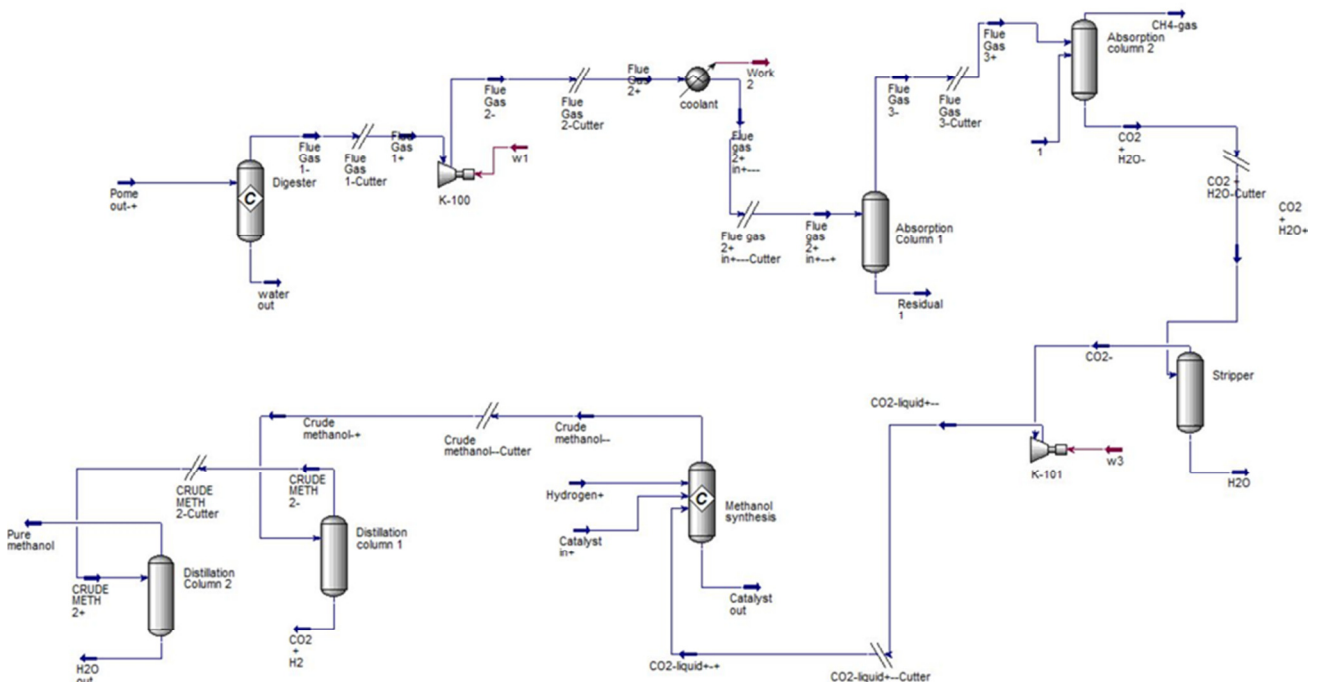 Pome
out-+
Digester
water
out
Flue
Gas
1-
Flue
Gas
1-Cutter
Flue
Gas
1+
K-100
w1
Flue
Gas
2-
Flue
Gas
2-Cutter
Flue
Gas
2+
coolant
Work
2
Flue
gas
2+
in+---
Flue gas
2+
in+---Cutter
Flue
gas
2+
in+--+
Absorption
Column 1
Residual
1
Flue
Gas
3-
Flue
Gas
3-Cutter
Flue
Gas
3+
Absorption
column 2
CH4-gas
1
CO2
+
H2O-
CO2 +
H2O-Cutter
CO2
+
H2O+
Stripper
H2O
CO2-
K-101
w3
CO2-liquid+--
CO2-liquid+--Cutter
CO2-liquid+-+
Methanol
synthesis
Hydrogen+
Catalyst
in+
Catalyst
out
Crude
methanol--
Crude
methanol--Cutter
Crude
methanol-+
Distillation
column 1
CO2
+
H2
CRUDE
METH
2-
CRUDE
METH
2-Cutter
CRUDE
METH
2+
Distillation
Column 2
Pure
methanol
H2O
out